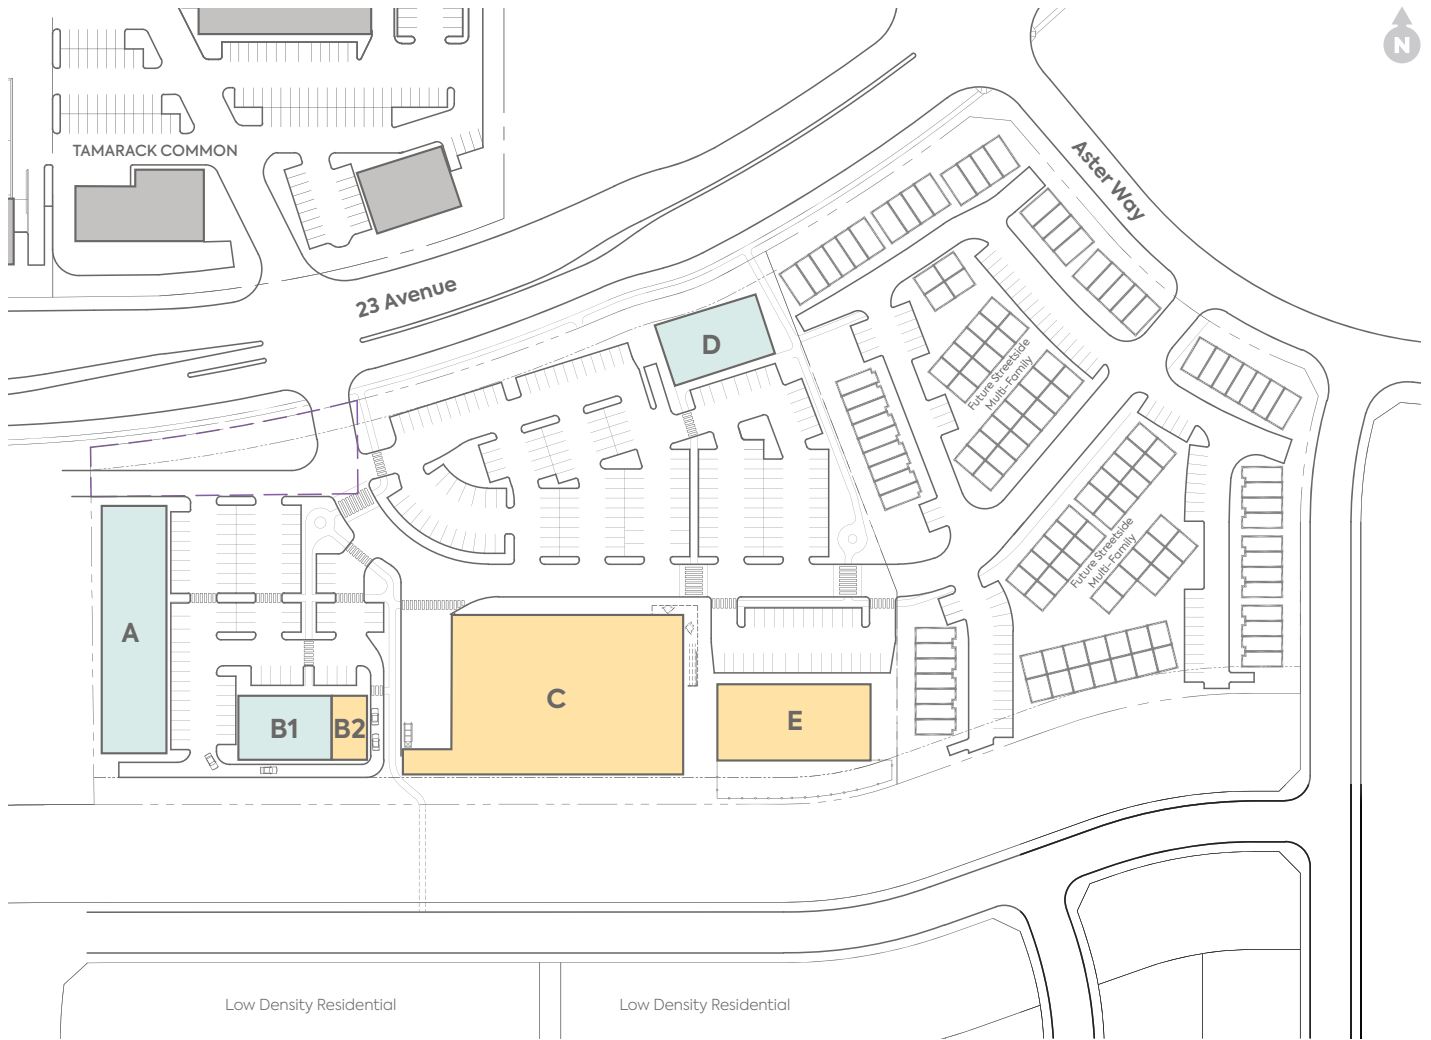 N
TAMARACK COMMON
Aster Way
23 Avenue
D
Future Streetside
Multi-Family
Future Streetside
Multi-Family
A
C
B1
B2
E
Low Density Residential
Low Density Residential